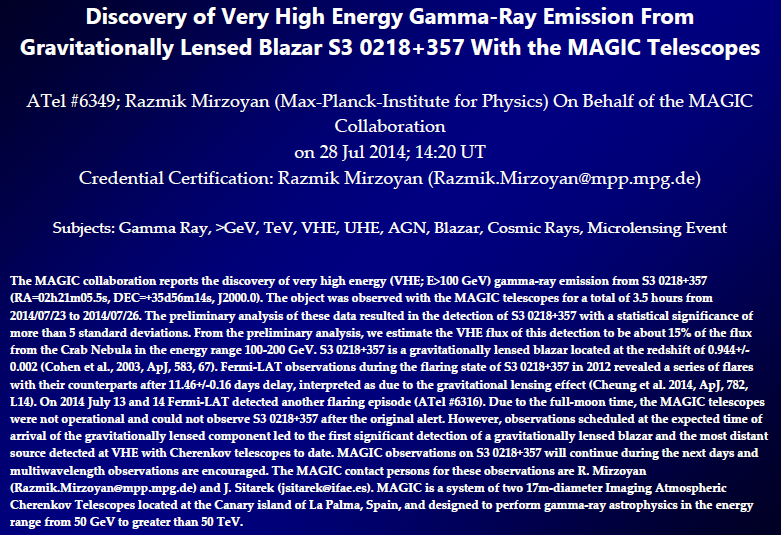 Discovery of Very High Energy Gamma-Ray Emission From
Gravitationally Lensed Blazar S3 0218+357 With the MAGIC Telescopes
ATel #6349; Razmik Mirzoyan (Max-Planck-Institute for Physics) On Behalf of the MAGIC
Collaboration
on 28 Jul 2014; 14:20 UT
Credential Certification: Razmik Mirzoyan (Razmik.Mirzoyan@mpp.mpg.de)
Subjects: Gamma Ray, >GeV, TeV, VHE, UHE, AGN, Blazar, Cosmic Rays, Microlensing Event
The MAGIC collaboration reports the discovery of very high energy (VHE; E>100 GeV) gamma-ray emission from S3 0218+357
(RA=02h21m05.5s, DEC=+35d56m14s, J2000.0). The object was observed with the MAGIC telescopes for a total of 3.5 hours from
2014/07/23 to 2014/07/26. The preliminary analysis of these data resulted in the detection of S3 0218+357 with a statistical significance of
more than 5 standard deviations. From the preliminary analysis, we estimate the VHE flux of this detection to be about 15% of the flux
from the Crab Nebula in the energy range 100-200 GeV. S3 0218+357 is a gravitationally lensed blazar located at the redshift of 0.944+/-
0.002 (Cohen et al., 2003, ApJ, 583, 67). Fermi-LAT observations during the flaring state of S3 0218+357 in 2012 revealed a series of flares
with their counterparts after 11.46+/-0.16 days delay, interpreted as due to the gravitational lensing effect (Cheung et al. 2014, ApJ, 782,
L14). On 2014 July 13 and 14 Fermi-LAT detected another flaring episode (ATel #6316). Due to the full-moon time, the MAGIC telescopes
were not operational and could not observe S3 0218+357 after the original alert. However, observations scheduled at the expected time of
arrival of the gravitationally lensed component led to the first significant detection of a gravitationally lensed blazar and the most distant
source detected at VHE with Cherenkov telescopes to date. MAGIC observations on S3 0218+357 will continue during the next days and
multiwavelength observations are encouraged. The MAGIC contact persons for these observations are R. Mirzoyan
(Razmik.Mirzoyan@mpp.mpg.de) and J. Sitarek (jsitarek@ifae.es). MAGIC is a system of two 17m-diameter Imaging Atmospheric
Cherenkov Telescopes located at the Canary island of La Palma, Spain, and designed to perform gamma-ray astrophysics in the energy
range from 50 GeV to greater than 50 TeV.